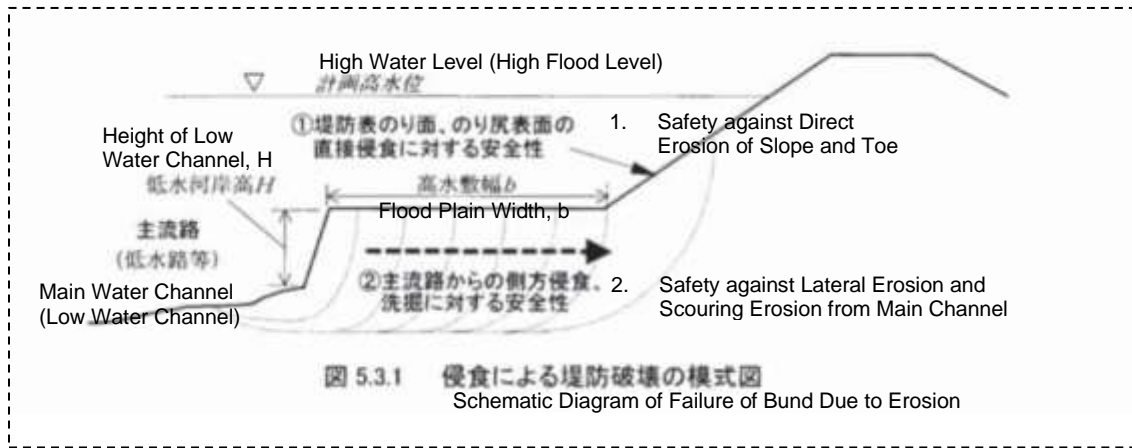 High Water Level (High Flood Level)
計画高水位
①堤防表のり面、のり尻表面の
直接侵食に対する安全性
1. Safety against Direct
Erosion of Slope and Toe
Height of Low
Water Channel, H
低水河岸高H
高水敷幅b
Flood Plain Width, b
主流路
(低水路等)
②主流路からの側方侵食、
洗掘に対する安全性
2. Safety against Lateral Erosion and
Scouring Erosion from Main Channel
Main Water Channel
(Low Water Channel)
図 5.3.1 侵食による堤防破壊の模式図
Schematic Diagram of Failure of Bund Due to Erosion